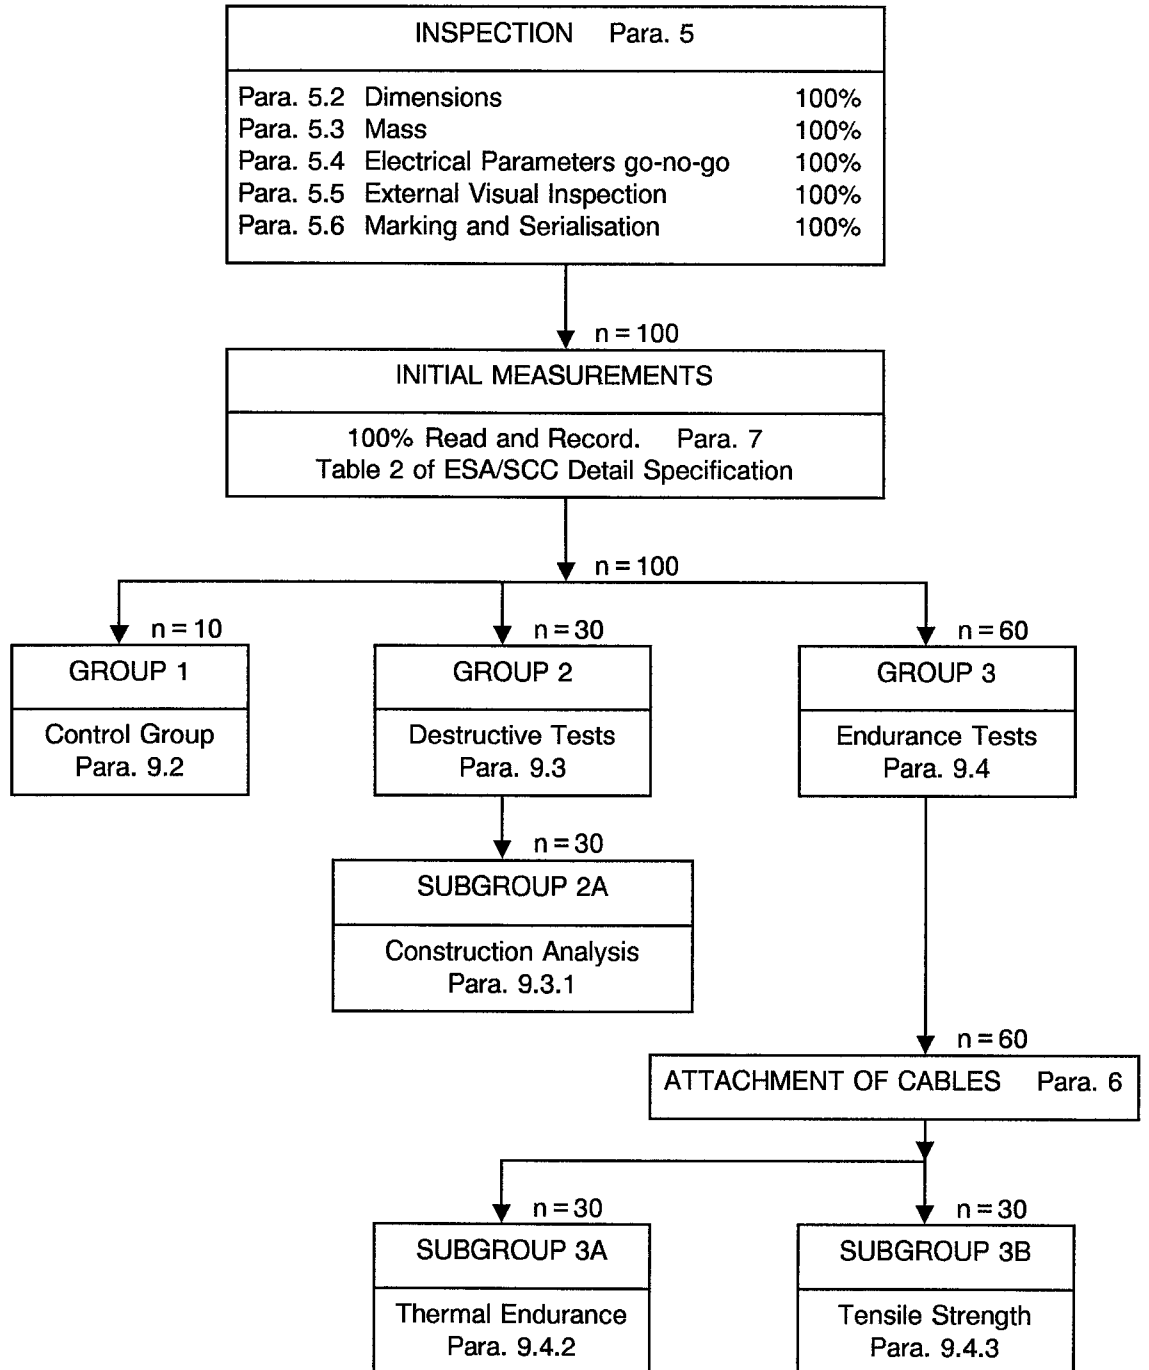 INSPECTION Para. 5
Para. 5.2 Dimensions 100%
Para. 5.3 Mass 100%
Para. 5.4 Electrical Parameters go-no-go 100%
Para. 5.5 External Visual Inspection 100%
Para. 5.6 Marking and Serialisation 100%
n = 100
INITIAL MEASUREMENTS
100% Read and Record. Para. 7
Table 2 of ESA/SCC Detail Specification
n = 100
n = 10
GROUP 1
Control Group
Para. 9.2
n = 30
GROUP 2
Destructive Tests
Para. 9.3
n = 60
GROUP 3
Endurance Tests
Para. 9.4
n = 30
SUBGROUP 2A
Construction Analysis
Para. 9.3.1
n = 60
ATTACHMENT OF CABLES Para. 6
n = 30
SUBGROUP 3A
Thermal Endurance
Para. 9.4.2
n = 30
SUBGROUP 3B
Tensile Strength
Para. 9.4.3